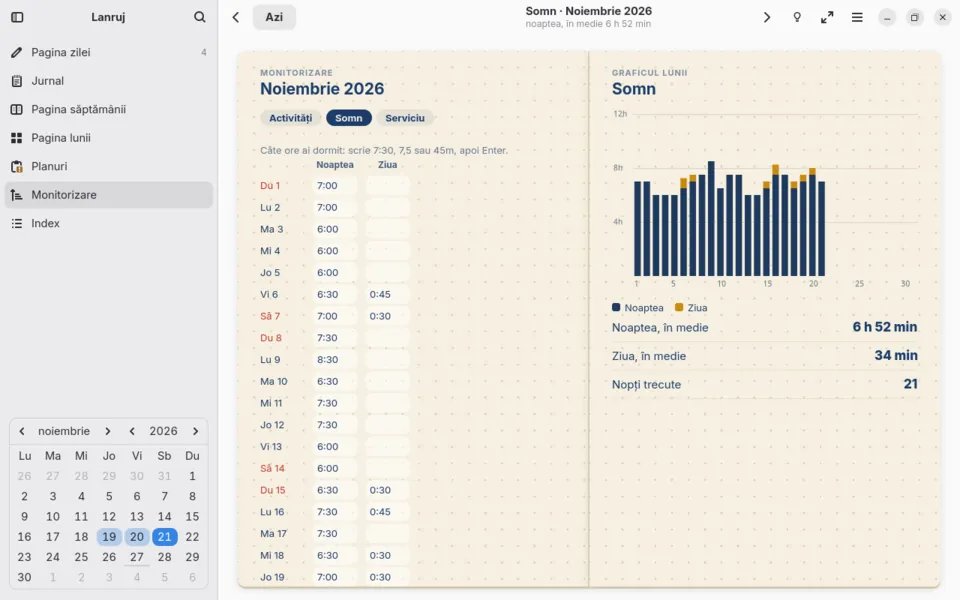 Lanruj
Pagina zilei 4
Jurnal
Pagina săptămânii
Pagina lunii
Planuri
Monitorizare
Index
noiembrie 2026
Lu Ma Mi Jo Vi Sb Du
26 27 28 29 30 31 1
2 3 4 5 6 7 8
9 10 11 12 13 14 15
16 17 18 19 20 21 22
23 24 25 26 27 28 29
30 1 2 3 4 5 6
Azi
Somn · Noiembrie 2026
noaptea, în medie 6 h 52 min
MONITORIZARE
Noiembrie 2026
Activități Somn Serviciu
Câte ore ai dormit: scrie 7:30, 7,5 sau 45m, apoi Enter.
Noaptea Ziua
Du 1 7:00
Lu 2 7:00
Ma 3 6:00
Mi 4 6:00
Jo 5 6:00
Vi 6 6:30 0:45
Sâ 7 7:00 0:30
Du 8 7:30
Lu 9 8:30
Ma 10 6:30
Mi 11 7:30
Jo 12 7:30
Vi 13 6:00
Sâ 14 6:00
Du 15 6:30 0:30
Lu 16 7:30 0:45
Ma 17 7:30
Mi 18 6:30 0:30
Jo 19 7:00 0:30
GRAFICUL LUNII
Somn
12h
8h
4h
1 5 10 15 20 25 30
Noaptea Ziua
Noaptea, în medie 6 h 52 min
Ziua, în medie 34 min
Nopți trecute 21